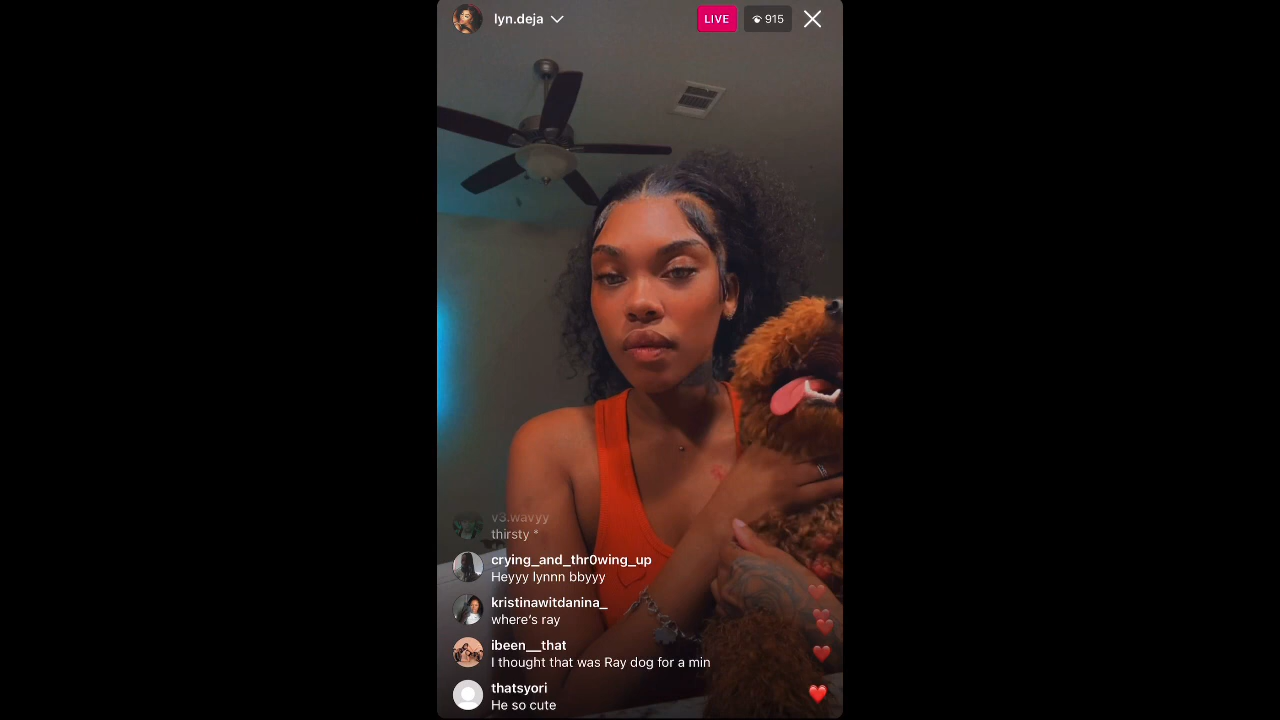 lyn.deja
LIVE
915
v3.wavyy
thirsty *
crying_and_thr0wing_up
Heyyy lynnn bbyyy
kristinawitdanina_
where's ray
ibeen__that
I thought that was Ray dog for a min
thatsyori
He so cute